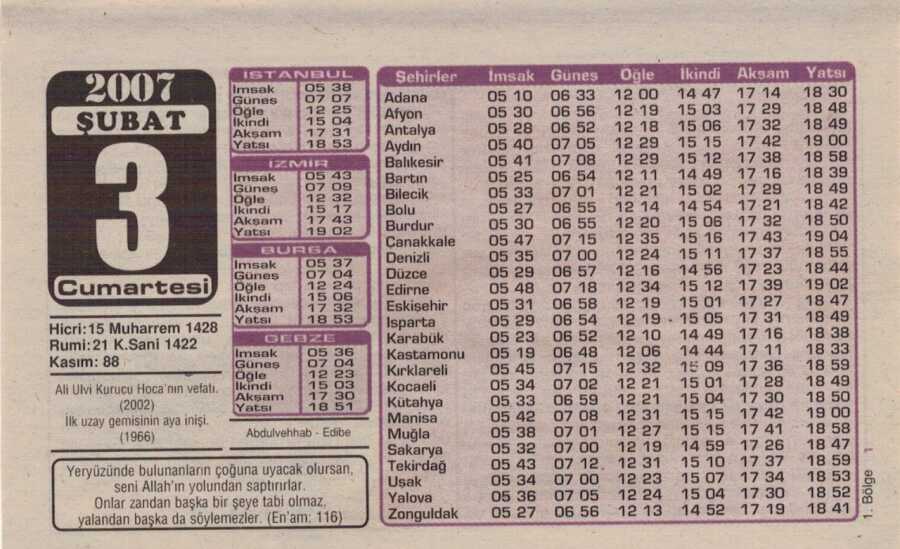 2007
ŞUBAT
3
Cumartesi
Hicri:15 Muharrem 1428
Rumi:21 K.Sani 1422
Kasım: 88
Ali Ulvi Kurucu Hoca'nın vefatı.
(2002)
İlk uzay gemisinin aya inişi.
(1966)
İSTANBUL
İmsak 05 38
Güneş 07 07
Öğle 12 25
İkindi 15 04
Akşam 17 31
Yatsı 18 53
İZMİR
İmsak 05 43
Güneş 07 09
Öğle 12 32
İkindi 15 17
Akşam 17 43
Yatsı 19 02
BURSA
İmsak 05 37
Güneş 07 04
Öğle 12 24
İkindi 15 06
Akşam 17 32
Yatsı 18 53
GEBZE
İmsak 05 36
Güneş 07 04
Öğle 12 23
İkindi 15 03
Akşam 17 30
Yatsı 18 51
Abdulvehhab - Edibe
Yeryüzünde bulunanların çoğuna uyacak olursan,
seni Allah'ın yolundan saptırırlar.
Onlar zandan başka bir şeye tabi olmaz,
yalandan başka da söylemezler. (En'am: 116)
Şehirler İmsak Güneş Öğle İkindi Akşam Yatsı
Adana 05 10 06 33 12 00 14 47 17 14 18 30
Afyon 05 30 06 56 12 19 15 03 17 29 18 48
Antalya 05 28 06 52 12 18 15 06 17 32 18 49
Aydın 05 40 07 05 12 29 15 15 17 42 19 00
Balıkesir 05 41 07 08 12 29 15 12 17 38 18 58
Bartın 05 25 06 54 12 11 14 49 17 16 18 39
Bilecik 05 33 07 01 12 21 15 02 17 29 18 49
Bolu 05 27 06 55 12 14 14 54 17 21 18 42
Burdur 05 30 06 55 12 20 15 06 17 32 18 50
Çanakkale 05 47 07 15 12 35 15 16 17 43 19 04
Denizli 05 35 07 00 12 24 15 11 17 37 18 55
Düzce 05 29 06 57 12 16 14 56 17 23 18 44
Edirne 05 48 07 18 12 34 15 12 17 39 19 02
Eskişehir 05 31 06 58 12 19 15 01 17 27 18 47
Isparta 05 29 06 54 12 19 15 05 17 31 18 49
Karabük 05 23 06 52 12 10 14 49 17 16 18 38
Kastamonu 05 19 06 48 12 06 14 44 17 11 18 33
Kırklareli 05 45 07 15 12 32 15 09 17 36 18 59
Kocaeli 05 34 07 02 12 21 15 01 17 28 18 49
Kütahya 05 33 06 59 12 21 15 04 17 30 18 50
Manisa 05 42 07 08 12 31 15 15 17 42 19 00
Muğla 05 38 07 01 12 27 15 15 17 41 18 58
Sakarya 05 32 07 00 12 19 14 59 17 26 18 47
Tekirdağ 05 43 07 12 12 31 15 10 17 37 18 59
Uşak 05 34 07 00 12 23 15 07 17 34 18 53
Yalova 05 36 07 05 12 24 15 04 17 30 18 52
Zonguldak 05 27 06 56 12 13 14 52 17 19 18 41
1. Bölge 1